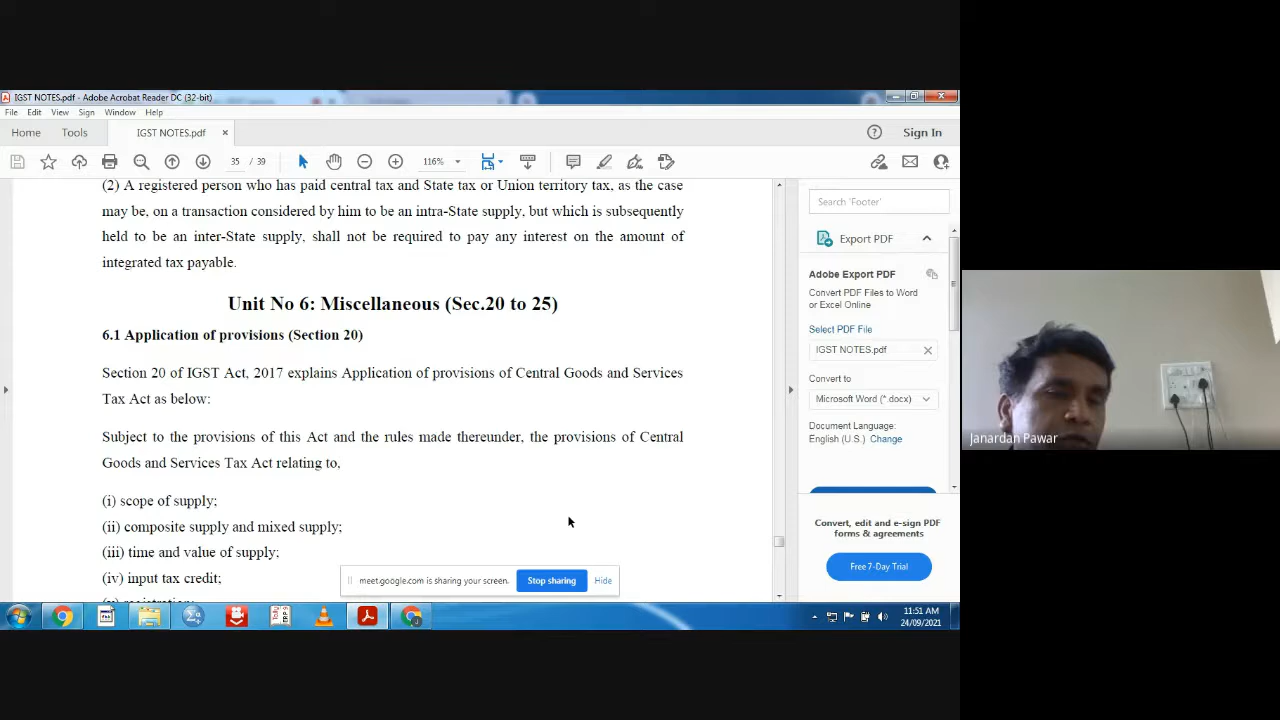 IGST NOTES.pdf - Adobe Acrobat Reader DC (32-bit)
File Edit View Sign Window Help
Home Tools IGST NOTES.pdf × Sign In
35 / 39 116%
(2) A registered person who has paid central tax and State tax or Union territory tax, as the case
may be, on a transaction considered by him to be an intra-State supply, but which is subsequently
held to be an inter-State supply, shall not be required to pay any interest on the amount of
integrated tax payable.
Unit No 6: Miscellaneous (Sec.20 to 25)
6.1 Application of provisions (Section 20)
Section 20 of IGST Act, 2017 explains Application of provisions of Central Goods and Services
Tax Act as below:
Subject to the provisions of this Act and the rules made thereunder, the provisions of Central
Goods and Services Tax Act relating to,
(i) scope of supply;
(ii) composite supply and mixed supply;
(iii) time and value of supply;
(iv) input tax credit;
(v) registration;
meet.google.com is sharing your screen. Stop sharing Hide
Search 'Footer'
Export PDF
Adobe Export PDF
Convert PDF Files to Word
or Excel Online
Select PDF File
IGST NOTES.pdf
Convert to
Microsoft Word (*.docx)
Document Language:
English (U.S.) Change
Convert, edit and e-sign PDF
forms & agreements
Free 7-Day Trial
11:51 AM
24/09/2021
Janardan Pawar